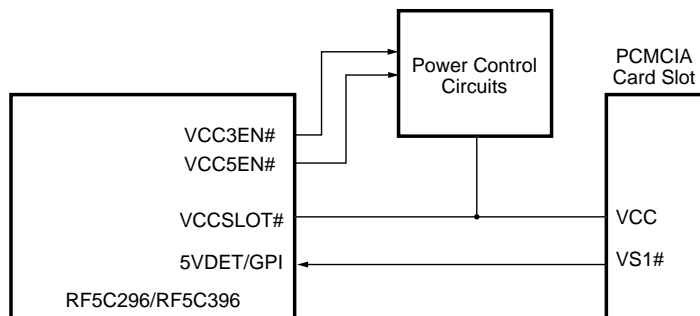 Power Control
Circuits
PCMCIA
Card Slot
VCC3EN#
VCC5EN#
VCCSLOT#
VCC
5VDET/GPI
VS1#
RF5C296/RF5C396